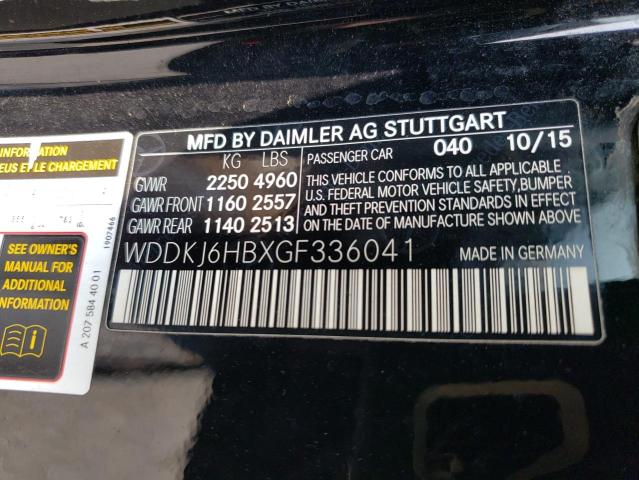 MFD BY DAIMLER AG STUTTGART
KG LBS
GVWR 2250 4960
GAWR FRONT 1160 2557
GAWR REAR 1140 2513
PASSENGER CAR 040 10/15
THIS VEHICLE CONFORMS TO ALL APPLICABLE
U.S. FEDERAL MOTOR VEHICLE SAFETY, BUMPER
AND THEFT PREVENTION STANDARDS IN EFFECT
ON THE DATE OF MANUFACTURE SHOWN ABOVE.
WDDKJ6HBXGF336041
INFORMATION
EUS ET LE CHARGEMENT
1907466
SEE OWNER'S
MANUAL FOR
ADDITIONAL
INFORMATION
A 207 584 40 01